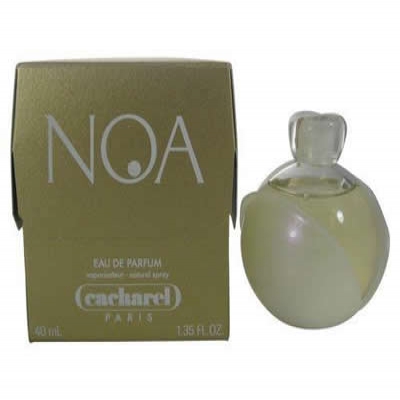 NOA
EAU DE PARFUM
vaporisateur - natural spray
cacharel
PARIS
40 mL 1.35 FL. OZ.